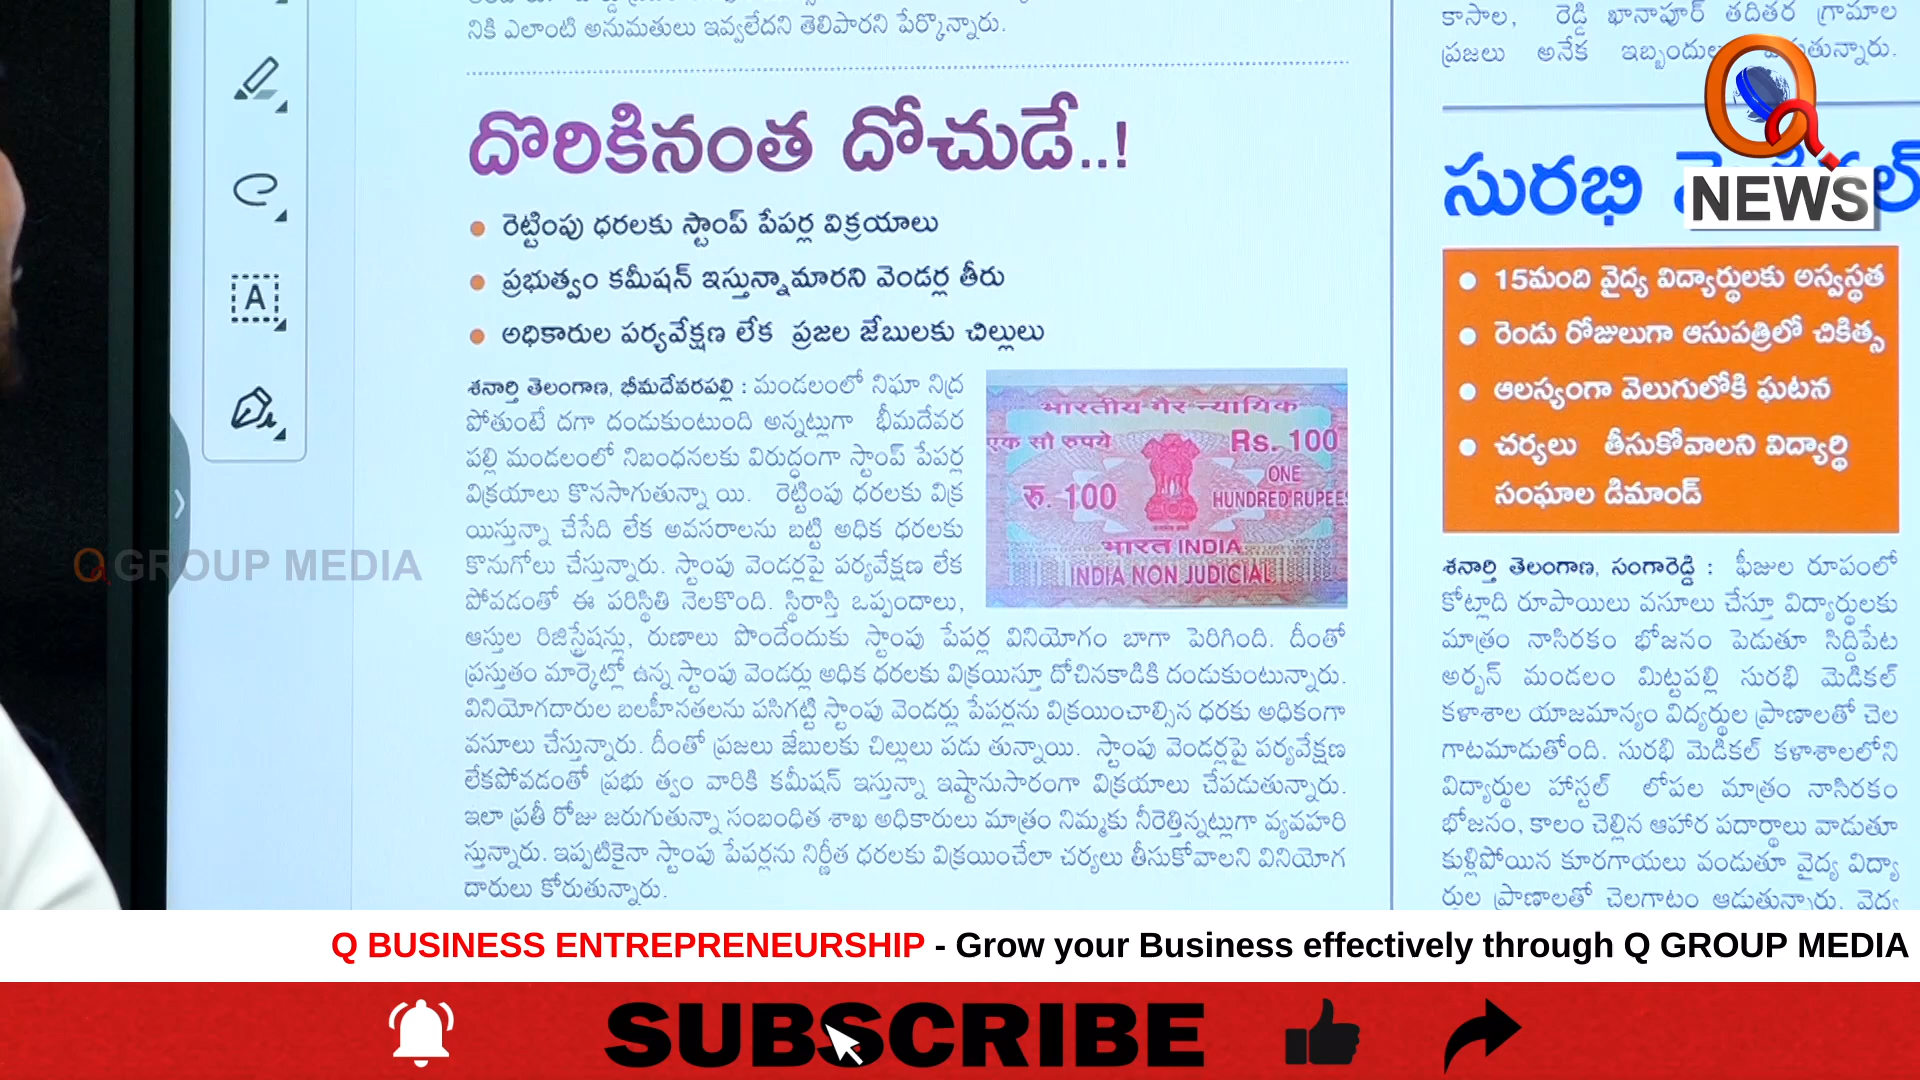 నికి ఎలాంటి అనుమతులు ఇవ్వలేదని తెలిపారని పేర్కొన్నారు.
దొరికినంత దోచుడే..!
రెట్టింపు ధరలకు స్టాంప్ పేపర్ల విక్రయాలు
ప్రభుత్వం కమీషన్ ఇస్తున్నామారని వెండర్ల తీరు
అధికారుల పర్యవేక్షణ లేక ప్రజల జేబులకు చిల్లులు
శనార్తి తెలంగాణ, భీమదేవరపల్లి : మండలంలో నిఘా నిద్ర
పోతుంటే దగా దండుకుంటుంది అన్నట్లుగా భీమదేవర
పల్లి మండలంలో నిబంధనలకు విరుద్ధంగా స్టాంప్ పేపర్ల
విక్రయాలు కొనసాగుతున్నా యి. రెట్టింపు ధరలకు విక్ర
యిస్తున్నా చేసేది లేక అవసరాలను బట్టి అధిక ధరలకు
కొనుగోలు చేస్తున్నారు. స్టాంపు వెండర్లపై పర్యవేక్షణ లేక
పోవడంతో ఈ పరిస్థితి నెలకొంది. స్థిరాస్తి ఒప్పందాలు,
ఆస్తుల రిజిస్ట్రేషన్లు, రుణాలు పొందేందుకు స్టాంపు పేపర్ల వినియోగం బాగా పెరిగింది. దీంతో
ప్రస్తుతం మార్కెట్లో ఉన్న స్టాంపు వెండర్లు అధిక ధరలకు విక్రయిస్తూ దోచినకాడికి దండుకుంటున్నారు.
వినియోగదారుల బలహీనతలను పసిగట్టి స్టాంపు వెండర్లు పేపర్లను విక్రయించాల్సిన ధరకు అధికంగా
వసూలు చేస్తున్నారు. దీంతో ప్రజలు జేబులకు చిల్లులు పడు తున్నాయి. స్టాంపు వెండర్లపై పర్యవేక్షణ
లేకపోవడంతో ప్రభు త్వం వారికి కమీషన్ ఇస్తున్నా ఇష్టానుసారంగా విక్రయాలు చేపడుతున్నారు.
ఇలా ప్రతీ రోజు జరుగుతున్నా సంబంధిత శాఖ అధికారులు మాత్రం నిమ్మకు నీరెత్తిన్నట్లుగా వ్యవహరి
స్తున్నారు. ఇప్పటికైనా స్టాంపు పేపర్లను నిర్ణీత ధరలకు విక్రయించేలా చర్యలు తీసుకోవాలని వినియోగ
దారులు కోరుతున్నారు.
भारतीय गैर न्यायिक
एक सौ रुपये
Rs. 100
रु. 100
ONE
HUNDRED RUPEES
भारत INDIA
INDIA NON JUDICIAL
కాసాల, రెడ్డి ఖానాపూర్ తదితర గ్రామాల
ప్రజలు అనేక
సురభి
15మంది వైద్య విద్యార్థులకు అస్వస్థత
రెండు రోజులుగా ఆసుపత్రిలో చికిత్స
ఆలస్యంగా వెలుగులోకి ఘటన
చర్యలు తీసుకోవాలని విద్యార్థి
సంఘాల డిమాండ్
శనార్తి తెలంగాణ, సంగారెడ్డి : ఫీజుల రూపంలో
కోట్లాది రూపాయిలు వసూలు చేస్తూ విద్యార్థులకు
మాత్రం నాసిరకం భోజనం పెడుతూ సిద్దిపేట
అర్బన్ మండలం మిట్టపల్లి సురభి మెడికల్
కళాశాల యాజమాన్యం విద్యర్థుల ప్రాణాలతో చెల
గాటమాడుతోంది. సురభి మెడికల్ కళాశాలలోని
విద్యార్థుల హాస్టల్ లోపల మాత్రం నాసిరకం
భోజనం, కాలం చెల్లిన ఆహార పదార్థాలు వాడుతూ
కుళ్లిపోయిన కూరగాయలు వండుతూ వైద్య విద్యా
ర్థుల ప్రాణాలతో చెలగాటం ఆడుతున్నారు. వైద్య
Q NEWS
A
Q GROUP MEDIA
Q BUSINESS ENTREPRENEURSHIP - Grow your Business effectively through Q GROUP MEDIA
SUBSCRIBE